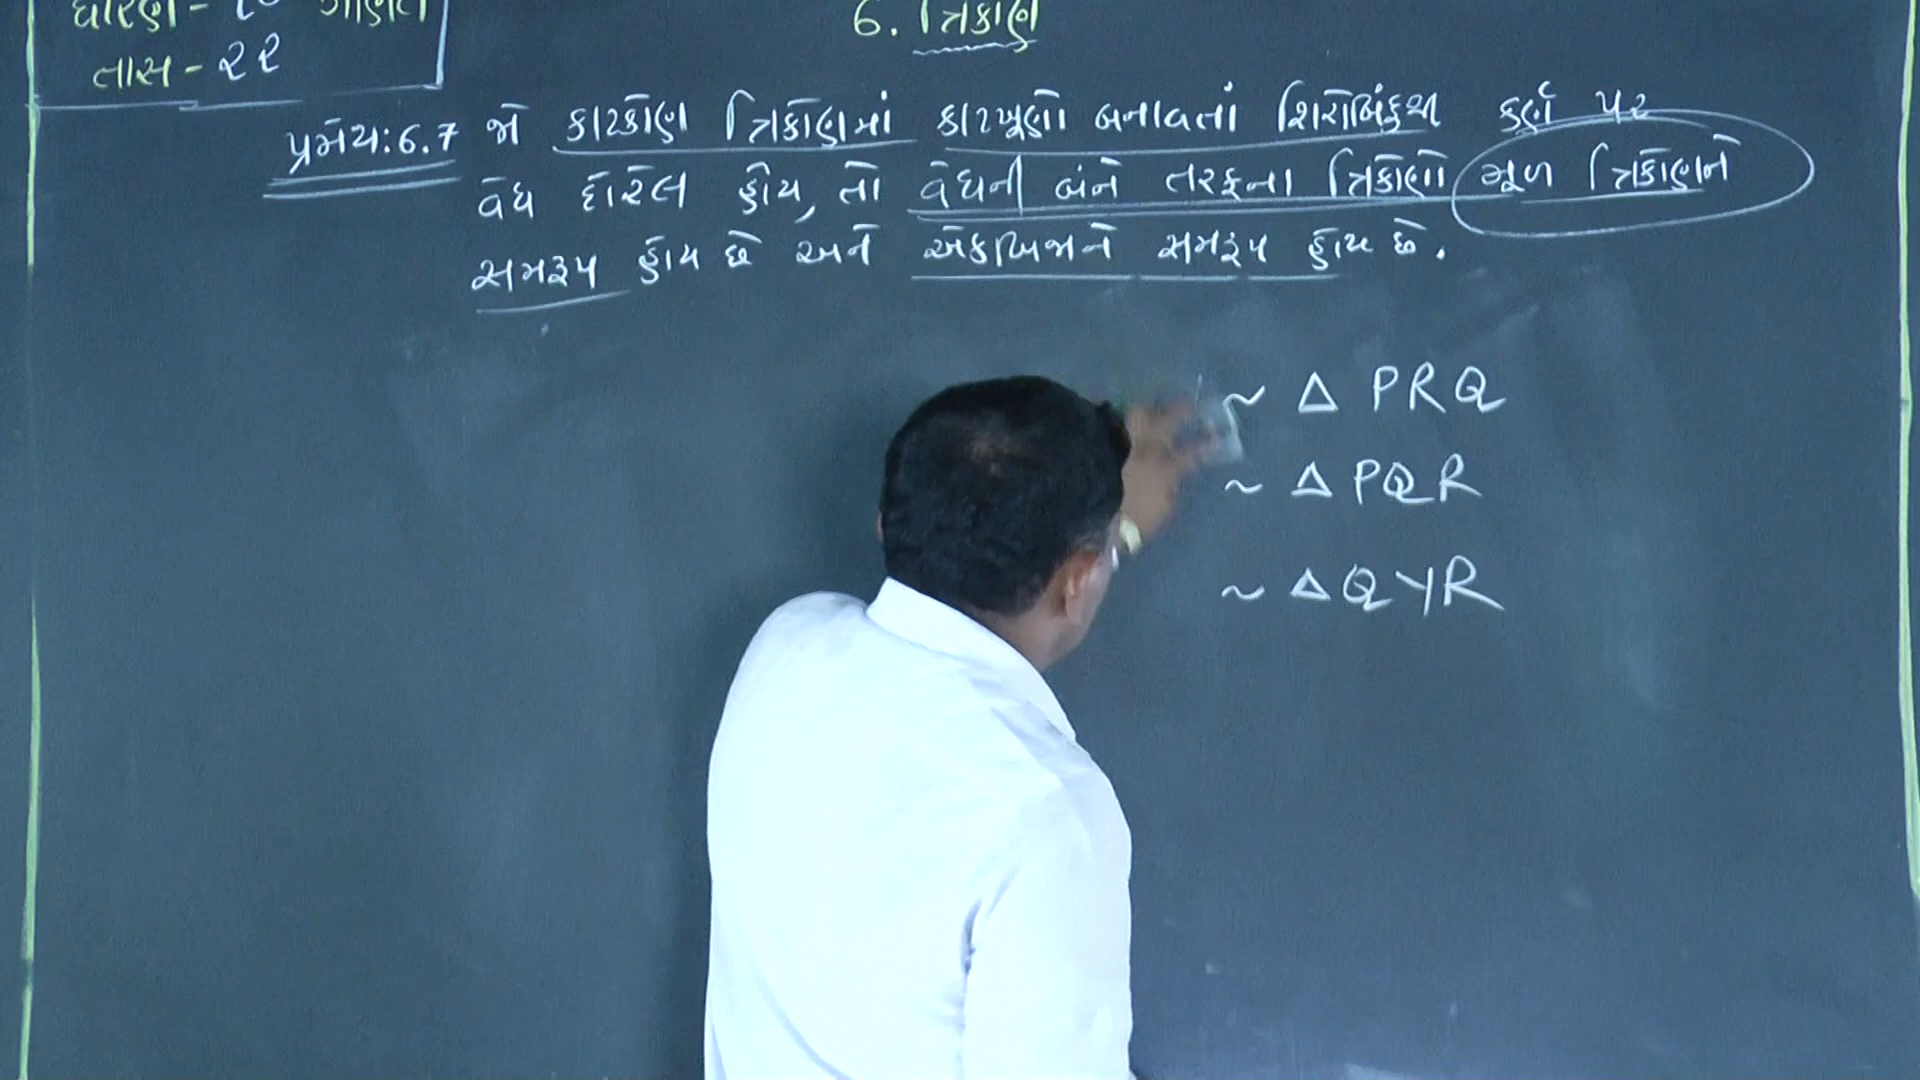 ધોરણ - ૧૦ ગણિત
તાસ - ૨૨
6. ત્રિકોણ
પ્રમેય: 6.7 જો કાટકોણ ત્રિકોણમાં કાટખૂણો બનાવતાં શિરોબિંદુથી કર્ણ પર
વેધ દોરેલ હોય, તો વેધની બંને તરફના ત્રિકોણો મૂળ ત્રિકોણને
સમરૂપ હોય છે અને એકબિજાને સમરૂપ હોય છે.
~ Δ PRQ
~ Δ PQR
~ Δ QYR